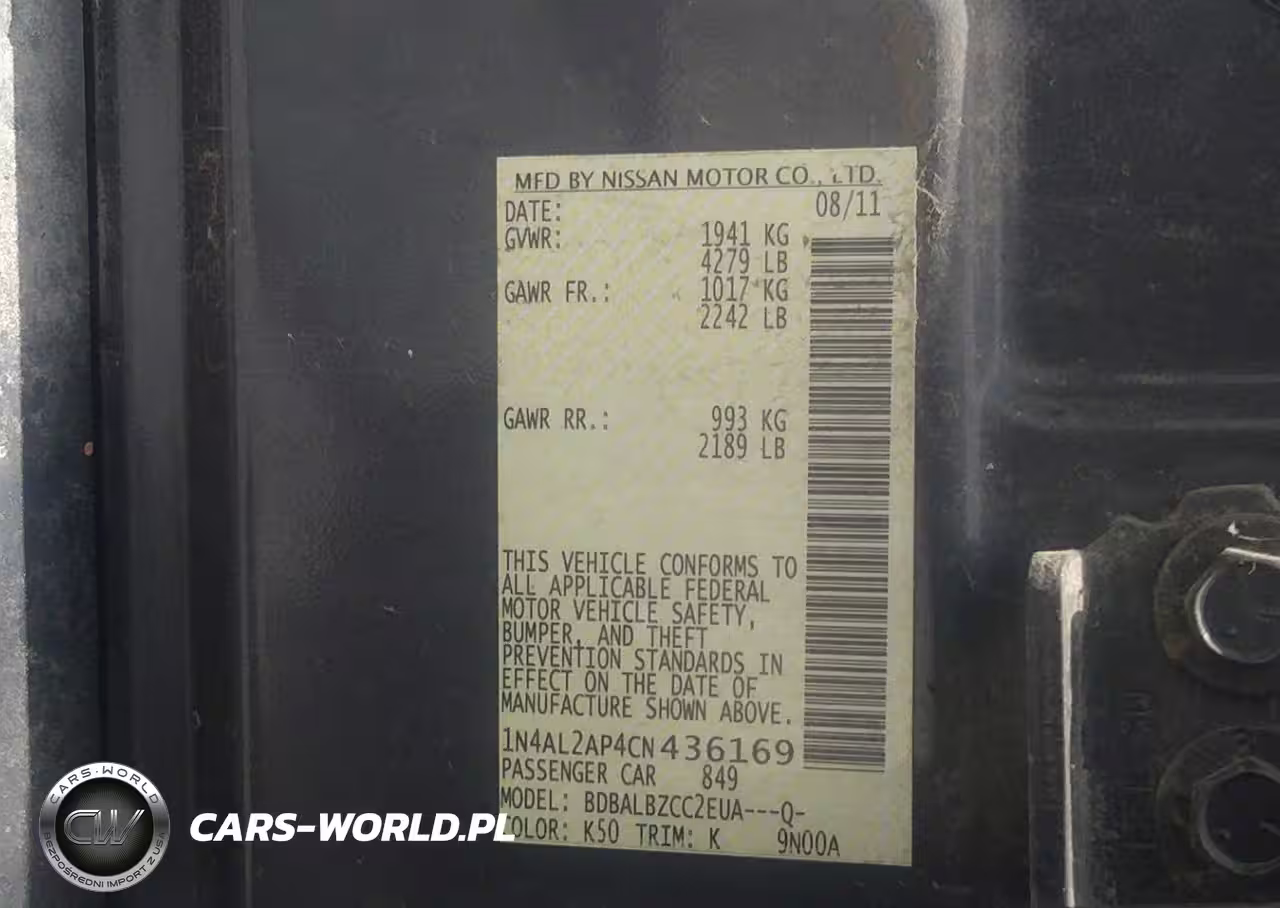 MFD BY NISSAN MOTOR CO., LTD.
DATE: 08/11
GVWR: 1941 KG
4279 LB
GAWR FR.: 1017 KG
2242 LB
GAWR RR.: 993 KG
2189 LB
THIS VEHICLE CONFORMS TO
ALL APPLICABLE FEDERAL
MOTOR VEHICLE SAFETY,
BUMPER, AND THEFT
PREVENTION STANDARDS IN
EFFECT ON THE DATE OF
MANUFACTURE SHOWN ABOVE.
1N4AL2AP4CN436169
PASSENGER CAR 849
MODEL: BDBALBZCC2EUA---Q-
COLOR: K50 TRIM: K 9N00A
CARS-WORLD
CW
BEZPOŚREDNI IMPORT Z USA
CARS-WORLD.PL